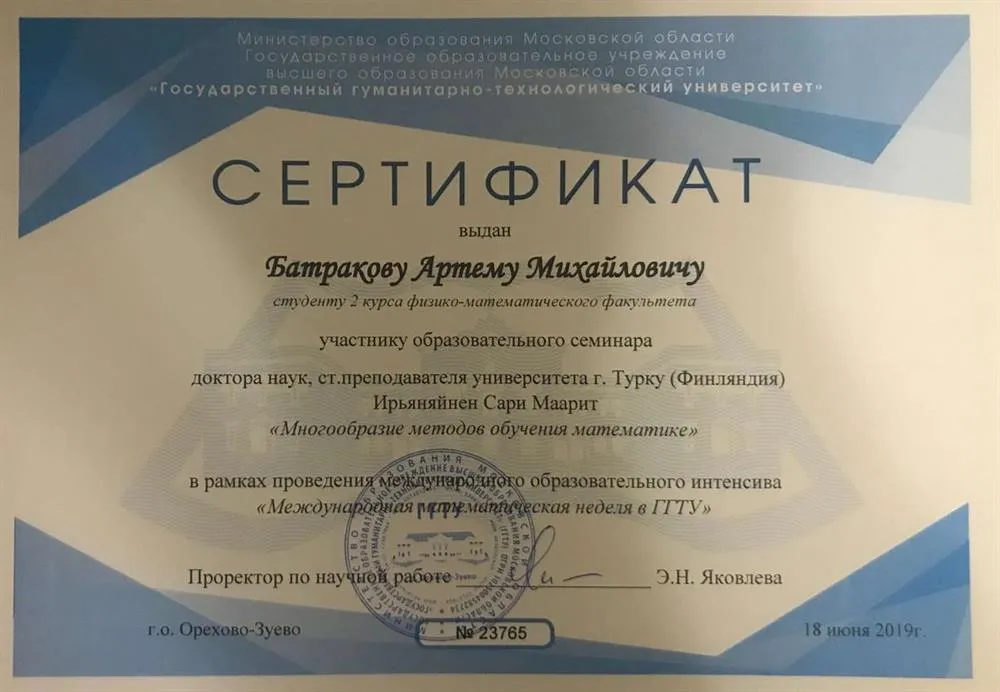 Министерство образования Московской области
Государственное образовательное учреждение
высшего образования Московской области
«Государственный гуманитарно-технологический университет»
СЕРТИФИКАТ
выдан
Батракову Артему Михайловичу
студенту 2 курса физико-математического факультета
участнику образовательного семинара
доктора наук, ст.преподавателя университета г. Турку (Финляндия)
Ирьяняйнен Сари Маарит
«Многообразие методов обучения математике»
в рамках проведения международного образовательного интенсива
«Международная математическая неделя в ГГТУ»
ГГТУ
Проректор по научной работе Э.Н. Яковлева
г.о. Орехово-Зуево
№ 23765
18 июня 2019г.